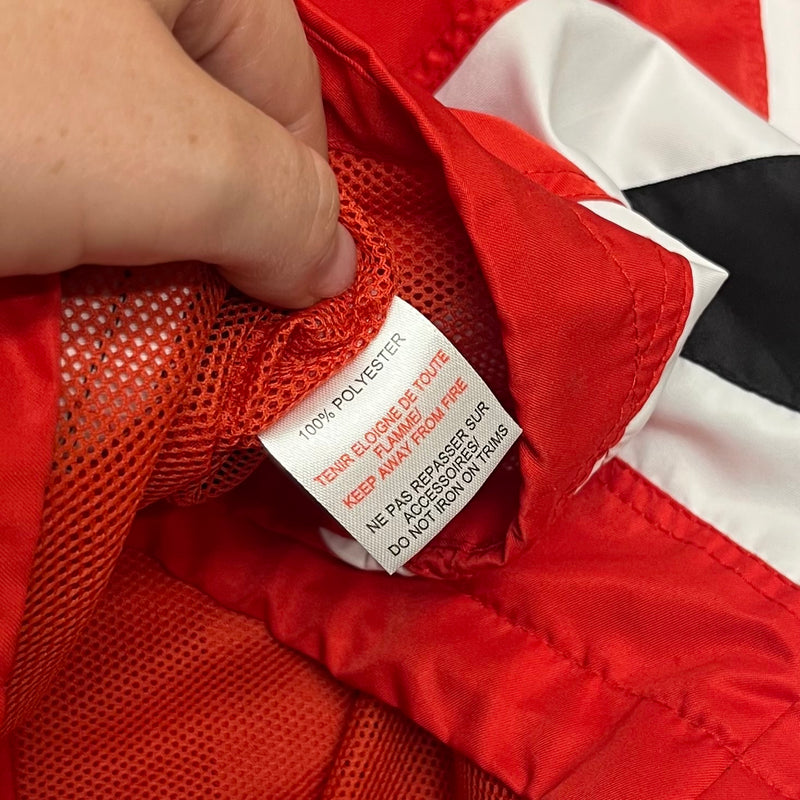 100% POLYESTER
TENIR ELOIGNE DE TOUTE
FLAMME/
KEEP AWAY FROM FIRE
NE PAS REPASSER SUR
ACCESSOIRES/
DO NOT IRON ON TRIMS